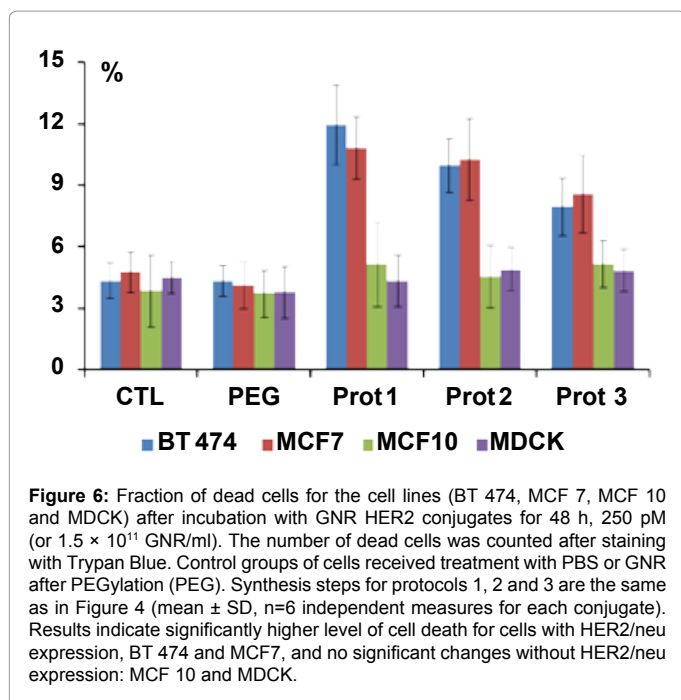 15
%
12
9
6
3
0
CTL PEG Prot 1 Prot 2 Prot 3
BT 474 MCF7 MCF10 MDCK
Figure 6: Fraction of dead cells for the cell lines (BT 474, MCF 7, MCF 10
and MDCK) after incubation with GNR HER2 conjugates for 48 h, 250 pM
(or 1.5 × 10¹¹ GNR/ml). The number of dead cells was counted after staining
with Trypan Blue. Control groups of cells received treatment with PBS or GNR
after PEGylation (PEG). Synthesis steps for protocols 1, 2 and 3 are the same
as in Figure 4 (mean ± SD, n=6 independent measures for each conjugate).
Results indicate significantly higher level of cell death for cells with HER2/neu
expression, BT 474 and MCF7, and no significant changes without HER2/neu
expression: MCF 10 and MDCK.